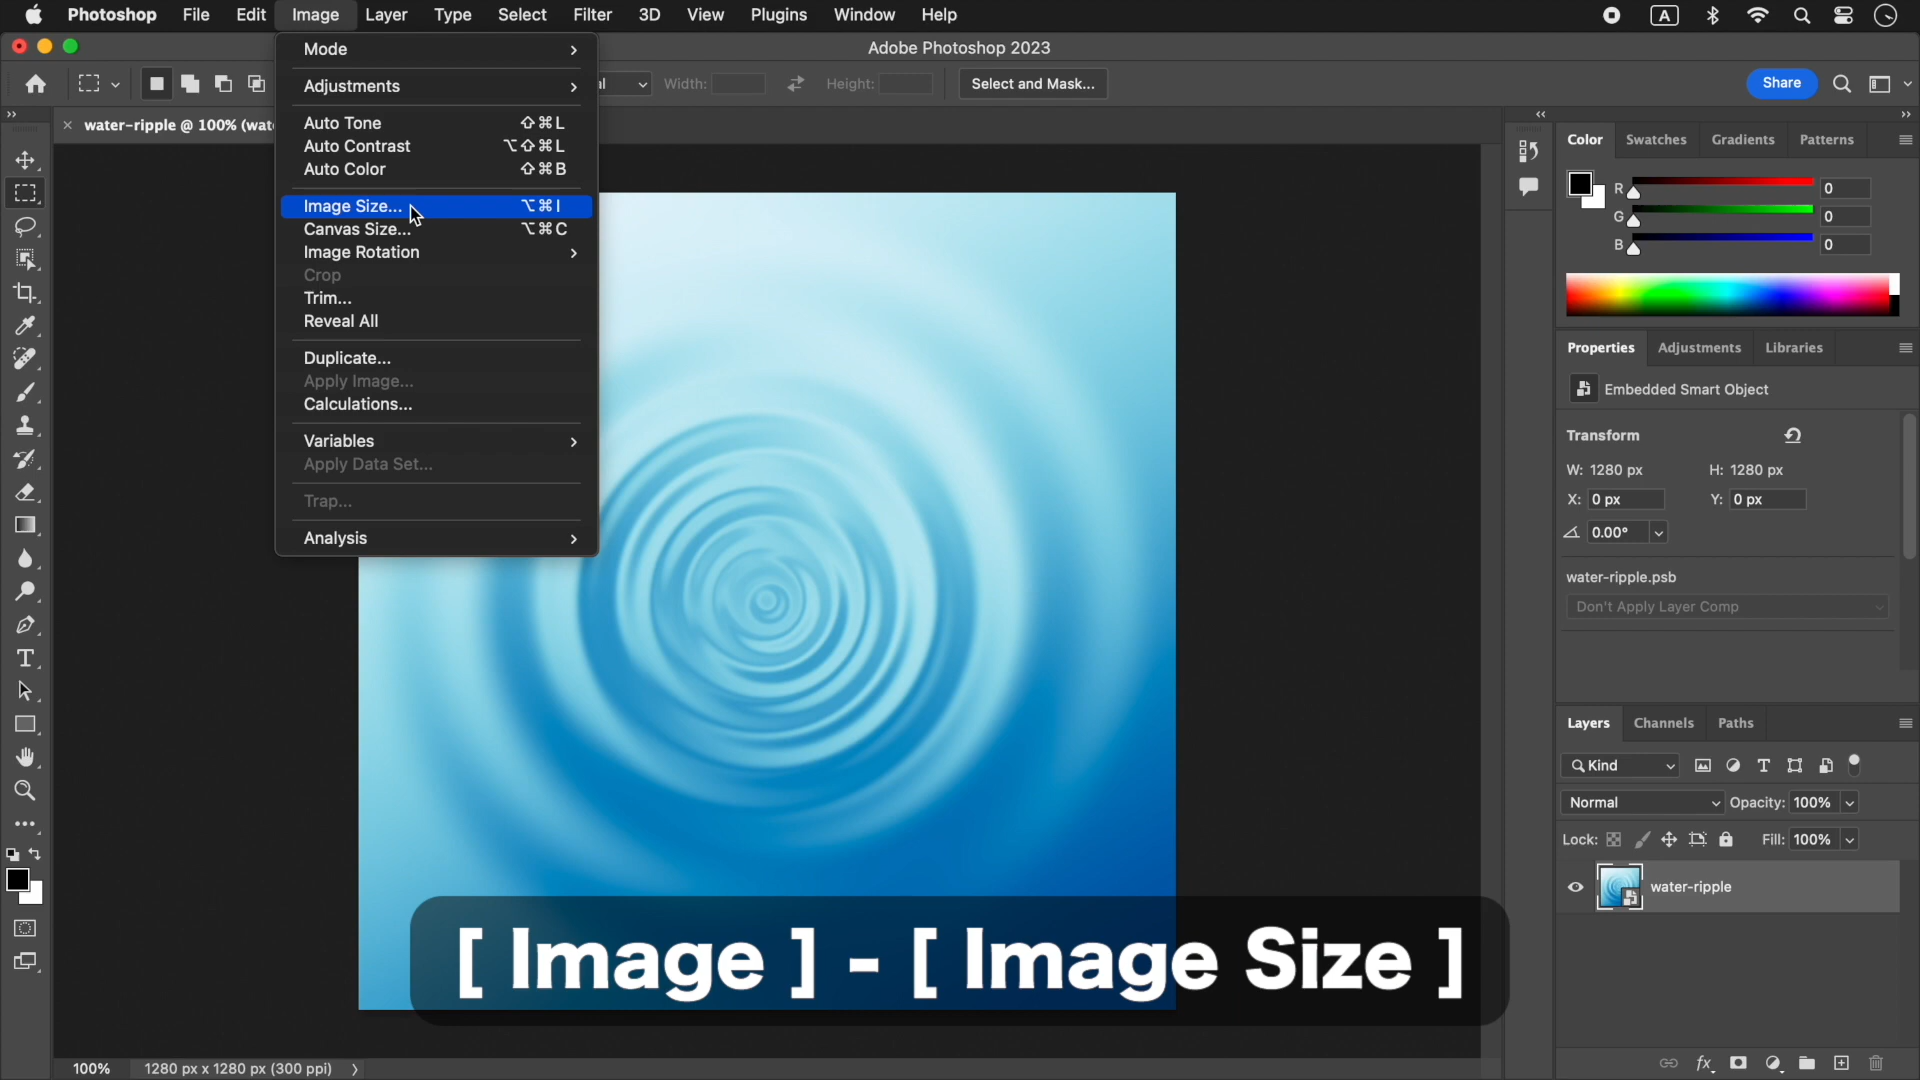 Photoshop File Edit Image Layer Type Select Filter 3D View Plugins Window Help A
Adobe Photoshop 2023
al Width: Height: Select and Mask... Share
× water-ripple @ 100% (wat
Mode
Adjustments
Auto Tone ⇧⌘L
Auto Contrast ⌥⇧⌘L
Auto Color ⇧⌘B
Image Size... ⌥⌘I
Canvas Size... ⌥⌘C
Image Rotation
Crop
Trim...
Reveal All
Duplicate...
Apply Image...
Calculations...
Variables
Apply Data Set...
Trap...
Analysis
Color Swatches Gradients Patterns
R 0
G 0
B 0
Properties Adjustments Libraries
Embedded Smart Object
Transform
W: 1280 px H: 1280 px
X: 0 px Y: 0 px
0.00°
water-ripple.psb
Don't Apply Layer Comp
Layers Channels Paths
Kind
Normal Opacity: 100%
Lock: Fill: 100%
water-ripple
fx
[ Image ] - [ Image Size ]
100% 1280 px x 1280 px (300 ppi)